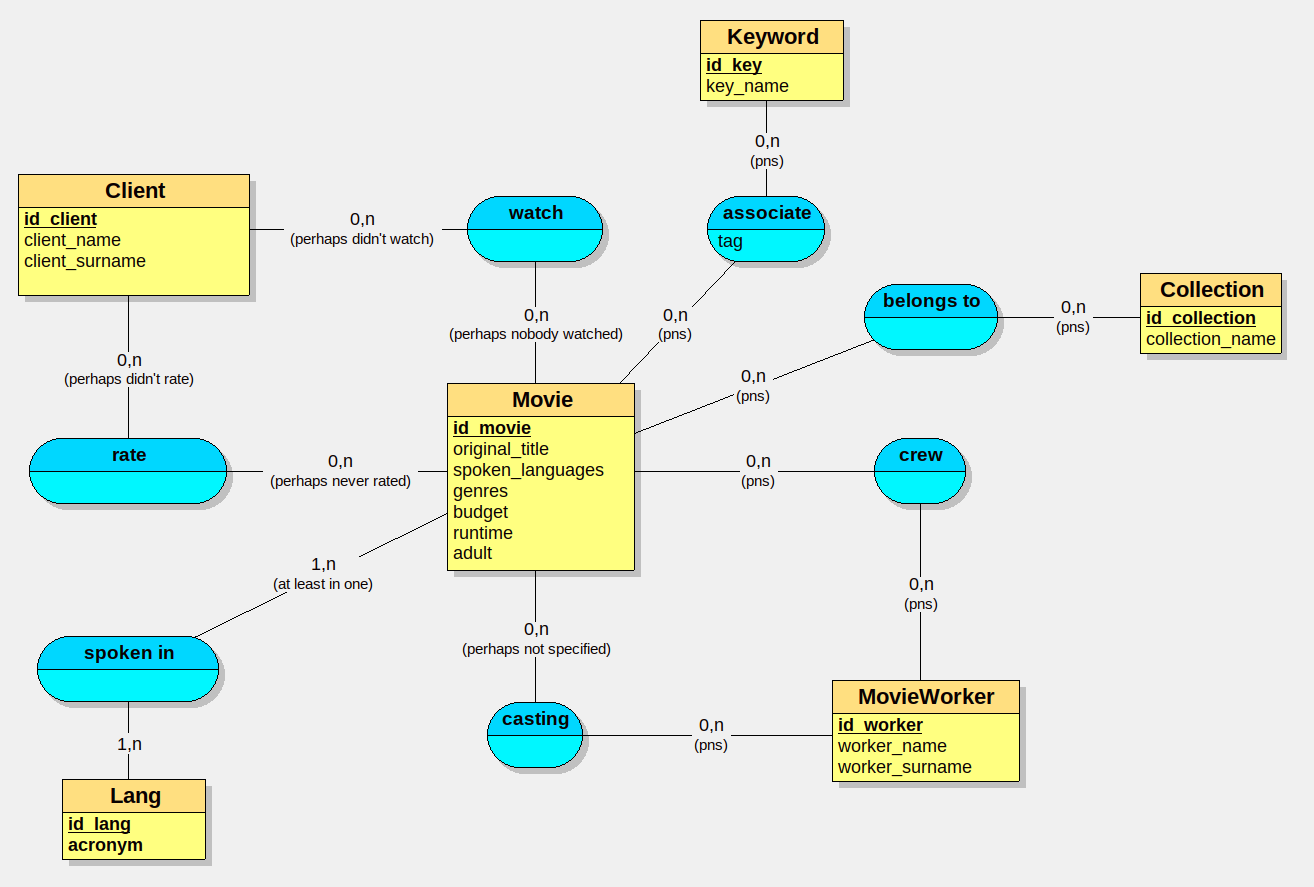 Keyword
id_key
key_name
0,n
(pns)
Client
id_client
client_name
client_surname
0,n
(perhaps didn't watch)
watch
associate
tag
belongs to
0,n
(pns)
Collection
id_collection
collection_name
0,n
(perhaps nobody watched)
0,n
(pns)
0,n
(perhaps didn't rate)
0,n
(pns)
Movie
id_movie
original_title
spoken_languages
genres
budget
runtime
adult
rate
0,n
(perhaps never rated)
0,n
(pns)
crew
1,n
(at least in one)
0,n
(pns)
spoken in
0,n
(perhaps not specified)
casting
0,n
(pns)
MovieWorker
id_worker
worker_name
worker_surname
1,n
Lang
id_lang
acronym